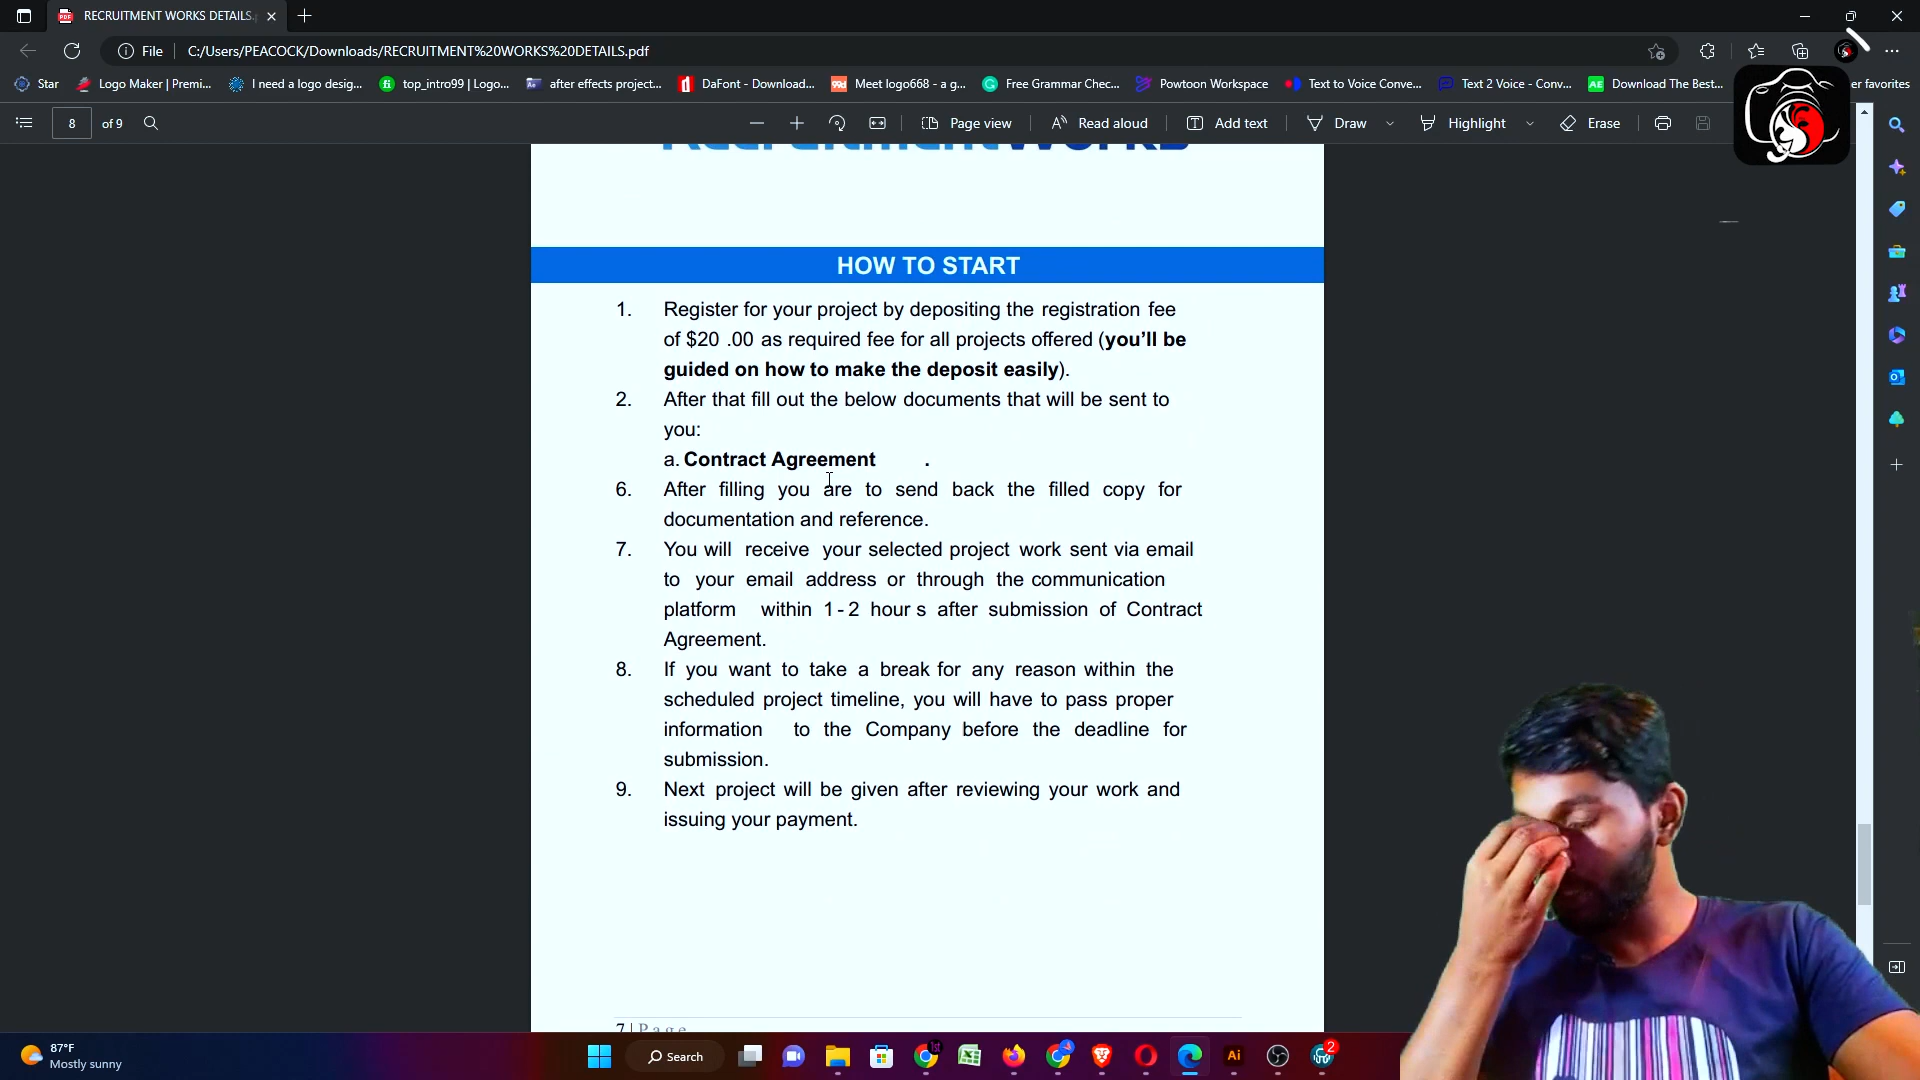 RECRUITMENT WORKS DETAILS.
File
C:/Users/PEACOCK/Downloads/RECRUITMENT%20WORKS%20DETAILS.pdf
Star
Logo Maker | Premi...
I need a logo desig...
top_intro99 | Logo...
after effects project...
DaFont - Download...
Meet logo668 - a g...
Free Grammar Chec...
Powtoon Workspace
Text to Voice Conve...
Text 2 Voice - Conv...
Download The Best...
er favorites
8 of 9
Page view
Read aloud
Add text
Draw
Highlight
Erase
RecruitmentWorks
HOW TO START
1. Register for your project by depositing the registration fee
of $20 .00 as required fee for all projects offered (you’ll be
guided on how to make the deposit easily).
2. After that fill out the below documents that will be sent to
you:
a. Contract Agreement .
6. After filling you are to send back the filled copy for
documentation and reference.
7. You will receive your selected project work sent via email
to your email address or through the communication
platform within 1-2 hour s after submission of Contract
Agreement.
8. If you want to take a break for any reason within the
scheduled project timeline, you will have to pass proper
information to the Company before the deadline for
submission.
9. Next project will be given after reviewing your work and
issuing your payment.
7 | Page
87°F
Mostly sunny
Search
1st
4
Ai
2